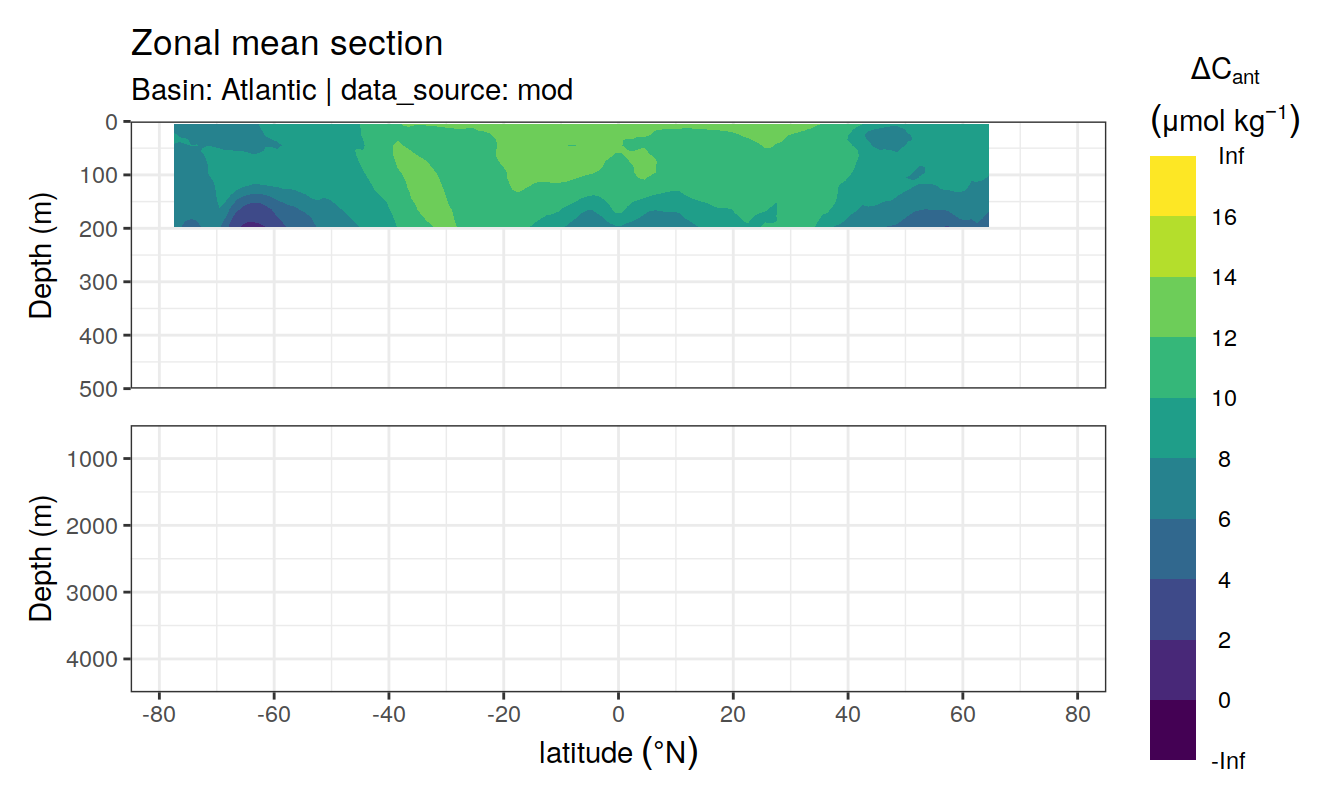 Zonal mean section
Basin: Atlantic | data_source: mod
ΔCant
(μmol kg⁻¹)
Depth (m)
0
100
200
300
400
500
Depth (m)
1000
2000
3000
4000
-80 -60 -40 -20 0 20 40 60 80
latitude (°N)
Inf
16
14
12
10
8
6
4
2
0
-Inf